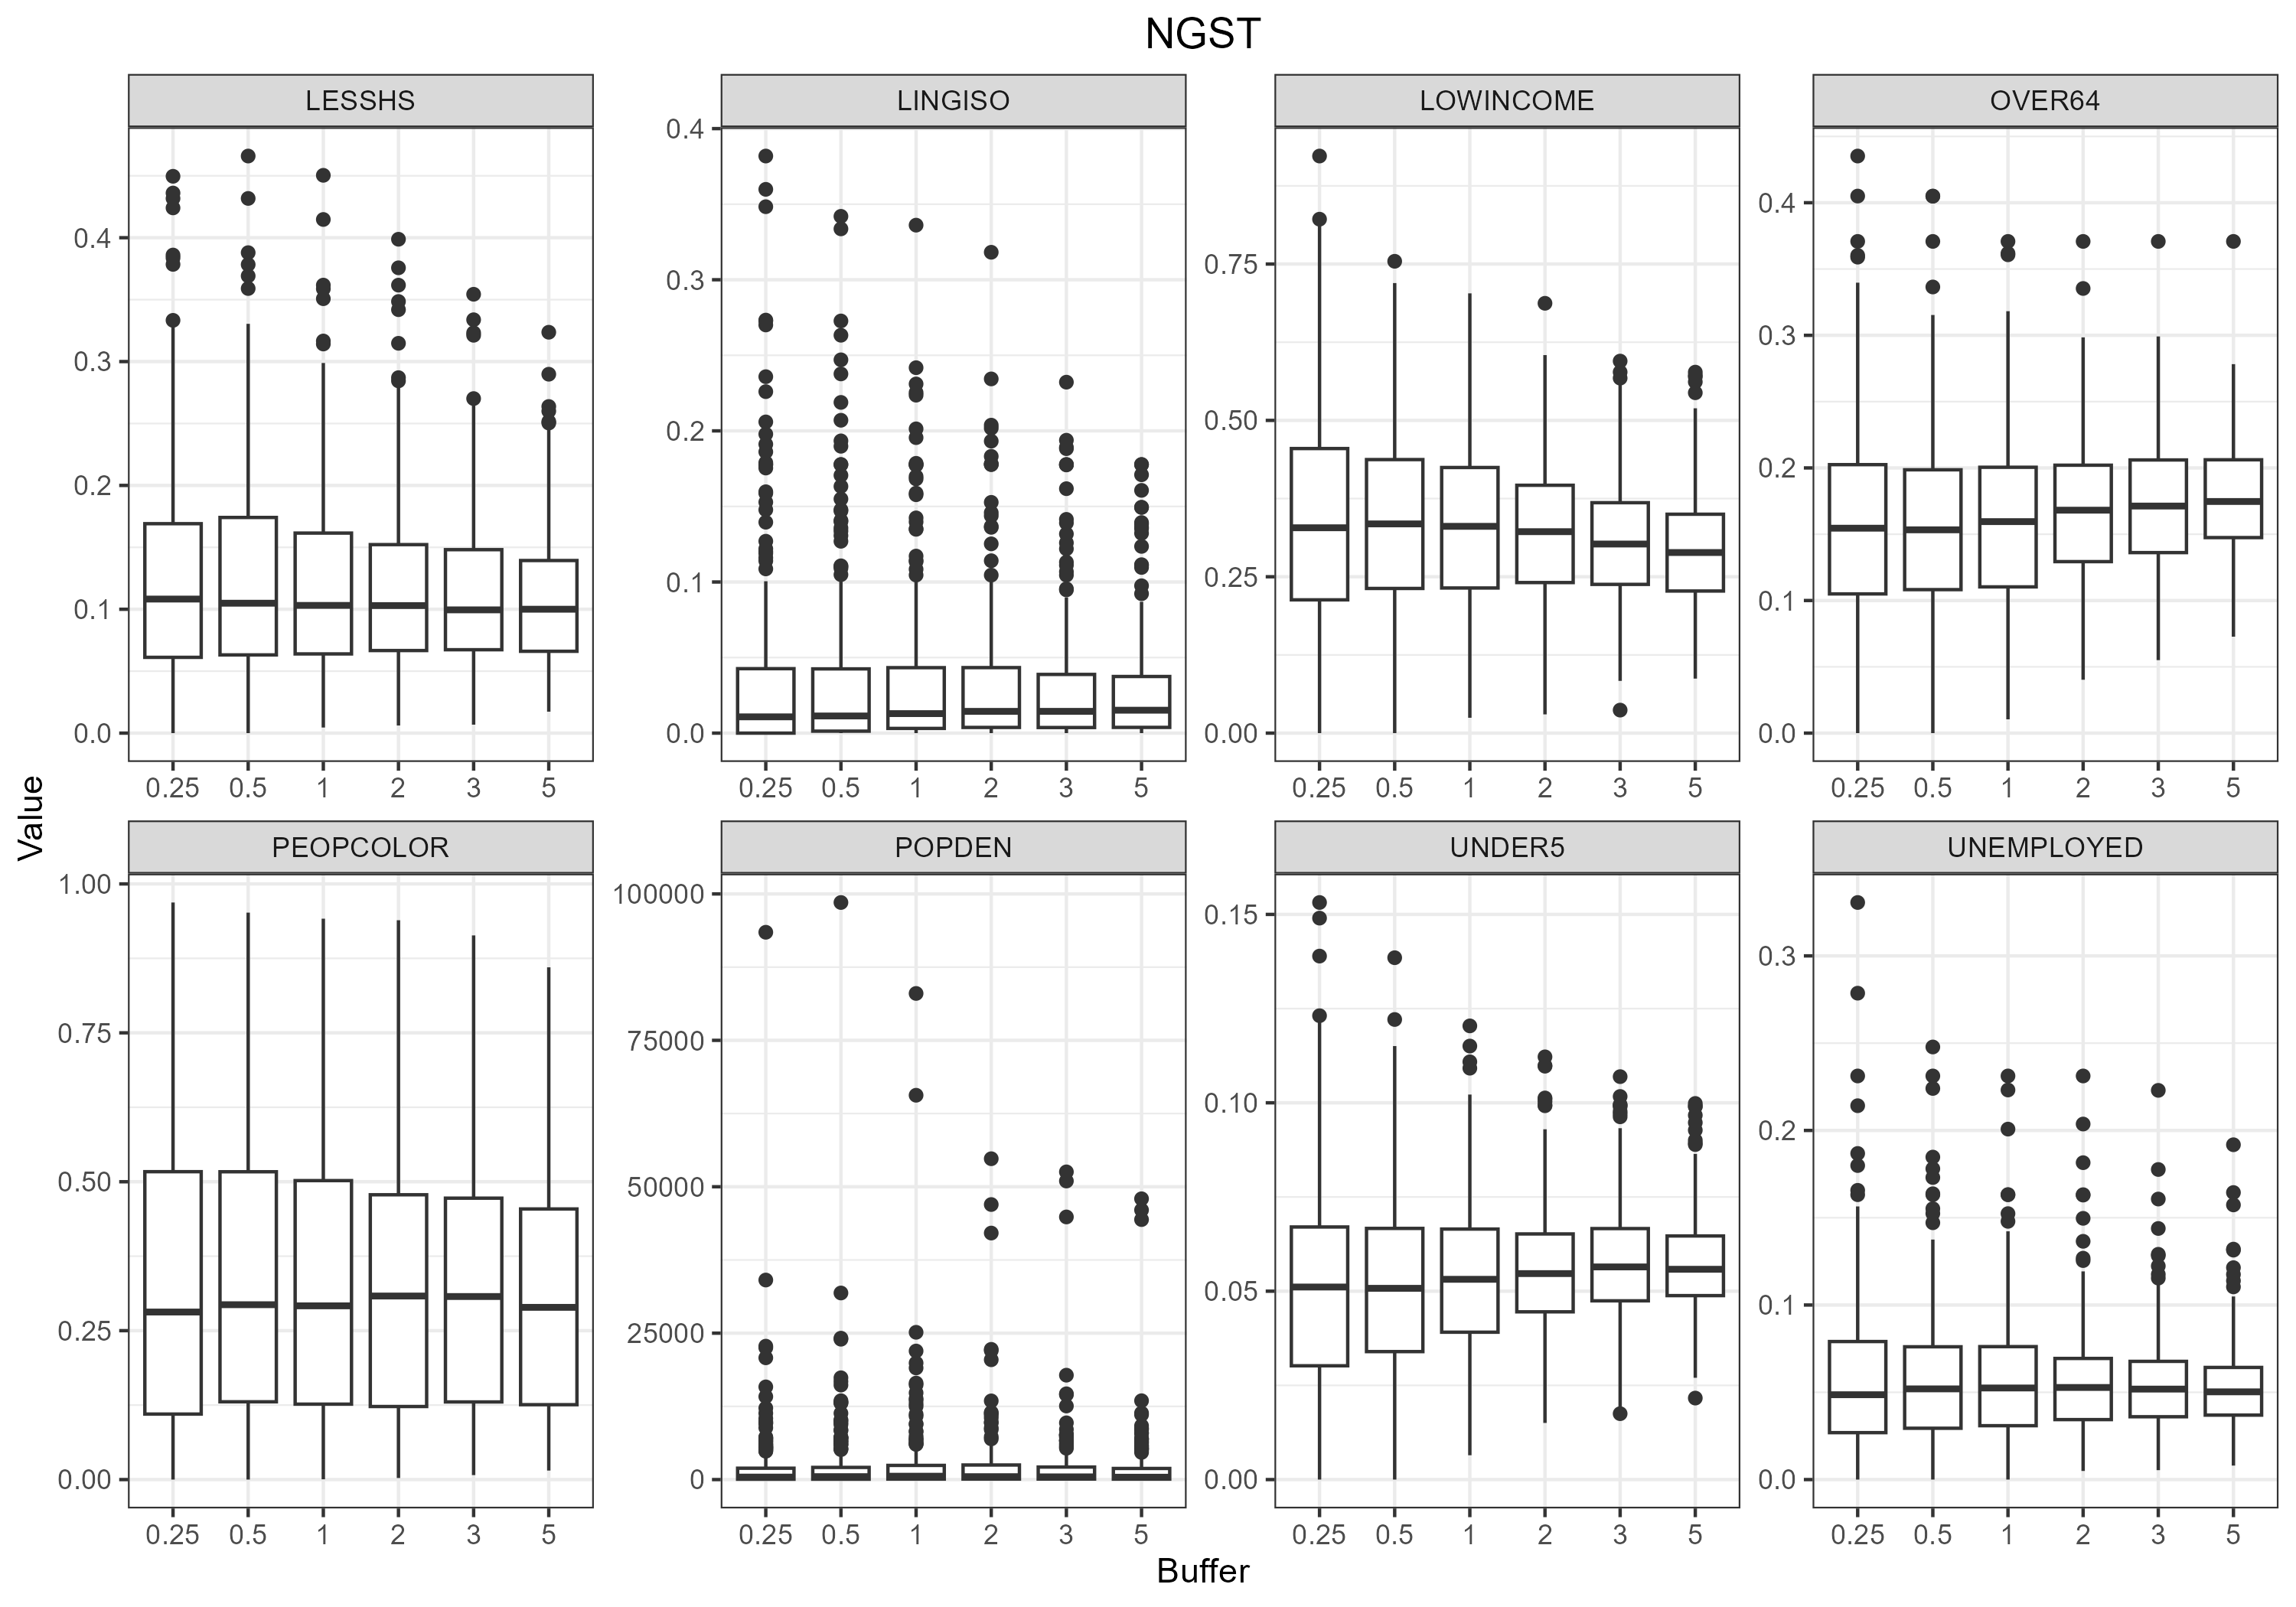 NGST
LESSHS LINGISO LOWINCOME OVER64
0.4 0.3 0.2 0.1 0.0
0.4 0.3 0.2 0.1 0.0
0.75 0.50 0.25 0.00
0.4 0.3 0.2 0.1 0.0
0.25 0.5 1 2 3 5 0.25 0.5 1 2 3 5 0.25 0.5 1 2 3 5 0.25 0.5 1 2 3 5
Value
PEOPCOLOR POPDEN UNDER5 UNEMPLOYED
1.00 0.75 0.50 0.25 0.00
100000 75000 50000 25000 0
0.15 0.10 0.05 0.00
0.3 0.2 0.1 0.0
0.25 0.5 1 2 3 5 0.25 0.5 1 2 3 5 0.25 0.5 1 2 3 5 0.25 0.5 1 2 3 5
Buffer